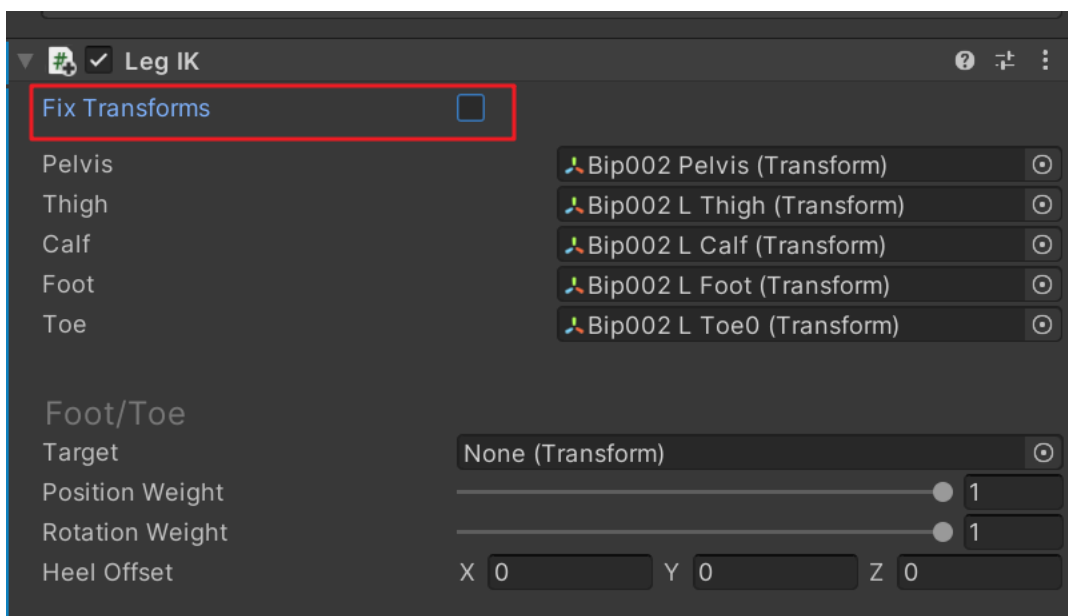 Leg IK
Fix Transforms
Pelvis Bip002 Pelvis (Transform)
Thigh Bip002 L Thigh (Transform)
Calf Bip002 L Calf (Transform)
Foot Bip002 L Foot (Transform)
Toe Bip002 L Toe0 (Transform)
Foot/Toe
Target None (Transform)
Position Weight 1
Rotation Weight 1
Heel Offset X 0 Y 0 Z 0